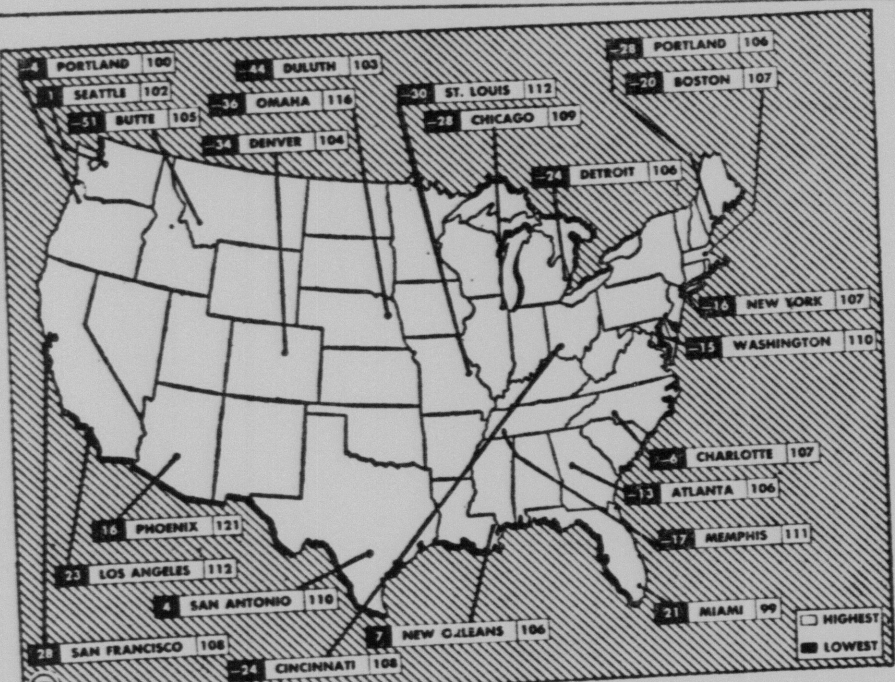 -4 PORTLAND 100
SEATTLE 102
-51 BUTTE 105
-44 DULUTH 103
-36 OMAHA 116
-34 DENVER 104
-30 ST. LOUIS 112
-28 CHICAGO 109
-24 DETROIT 106
-28 PORTLAND 106
-20 BOSTON 107
-16 NEW YORK 107
-15 WASHINGTON 110
CHARLOTTE 107
-13 ATLANTA 106
-17 MEMPHIS 111
21 MIAMI 99
16 PHOENIX 121
23 LOS ANGELES 112
4 SAN ANTONIO 110
7 NEW ORLEANS 106
28 SAN FRANCISCO 108
-24 CINCINNATI 108
HIGHEST
LOWEST